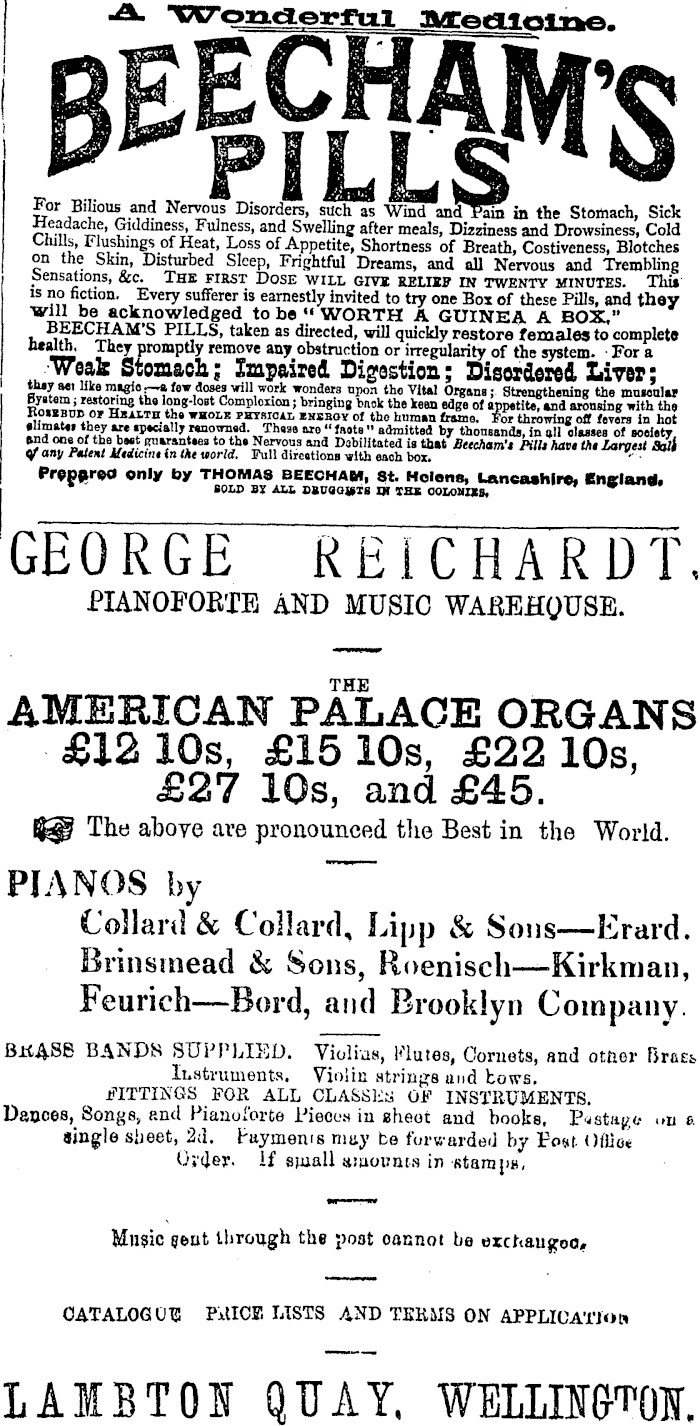 A Wonderful Medicine.
BEECHAM'S
PILLS
For Bilious and Nervous Disorders, such as Wind and Pain in the Stomach, Sick
Headache, Giddiness, Fulness, and Swelling after meals, Dizziness and Drowsiness, Cold
Chills, Flushings of Heat, Loss of Appetite, Shortness of Breath, Costiveness, Blotches
on the Skin, Disturbed Sleep, Frightful Dreams, and all Nervous and Trembling
Sensations, &c. THE FIRST DOSE WILL GIVE RELIEF IN TWENTY MINUTES. This
is no fiction. Every sufferer is earnestly invited to try one Box of these Pills, and they
will be acknowledged to be "WORTH A GUINEA A BOX."
BEECHAM'S PILLS, taken as directed, will quickly restore females to complete
health. They promptly remove any obstruction or irregularity of the system. For a
Weak Stomach; Impaired Digestion; Disordered Liver;
they act like magic:—a few doses will work wonders upon the Vital Organs; Strengthening the muscular
System; restoring the long-lost Complexion; bringing back the keen edge of appetite, and arousing with the
ROSEBUD OF HEALTH the WHOLE PHYSICAL ENERGY of the human frame. For throwing off fevers in hot
climates they are specially renowned. These are "facts" admitted by thousands, in all classes of society,
and one of the best guarantees to the Nervous and Debilitated is that Beecham's Pills have the Largest Sale
of any Patent Medicine in the world. Full directions with each box.
Prepared only by THOMAS BEECHAM, St. Helens, Lancashire, England.
SOLD BY ALL DRUGGISTS IN THE COLONIES.
GEORGE REICHARDT,
PIANOFORTE AND MUSIC WAREHOUSE.
THE
AMERICAN PALACE ORGANS
£12 10s, £15 10s, £22 10s,
£27 10s, and £45.
☞ The above are pronounced the Best in the World.
PIANOS by
Collard & Collard, Lipp & Sons—Erard.
Brinsmead & Sons, Roenisch—Kirkman,
Feurich—Bord, and Brooklyn Company.
BRASS BANDS SUPPLIED. Violins, Flutes, Cornets, and other Brass
Instruments. Violin strings and bows.
FITTINGS FOR ALL CLASSES OF INSTRUMENTS.
Dances, Songs, and Pianoforte Pieces in sheet and books. Postage on a
single sheet, 2d. Payments may be forwarded by Post Office
Order. If small amounts in stamps.
Music sent through the post cannot be exchanged.
CATALOGUE PRICE LISTS AND TERMS ON APPLICATION
LAMBTON QUAY, WELLINGTON.